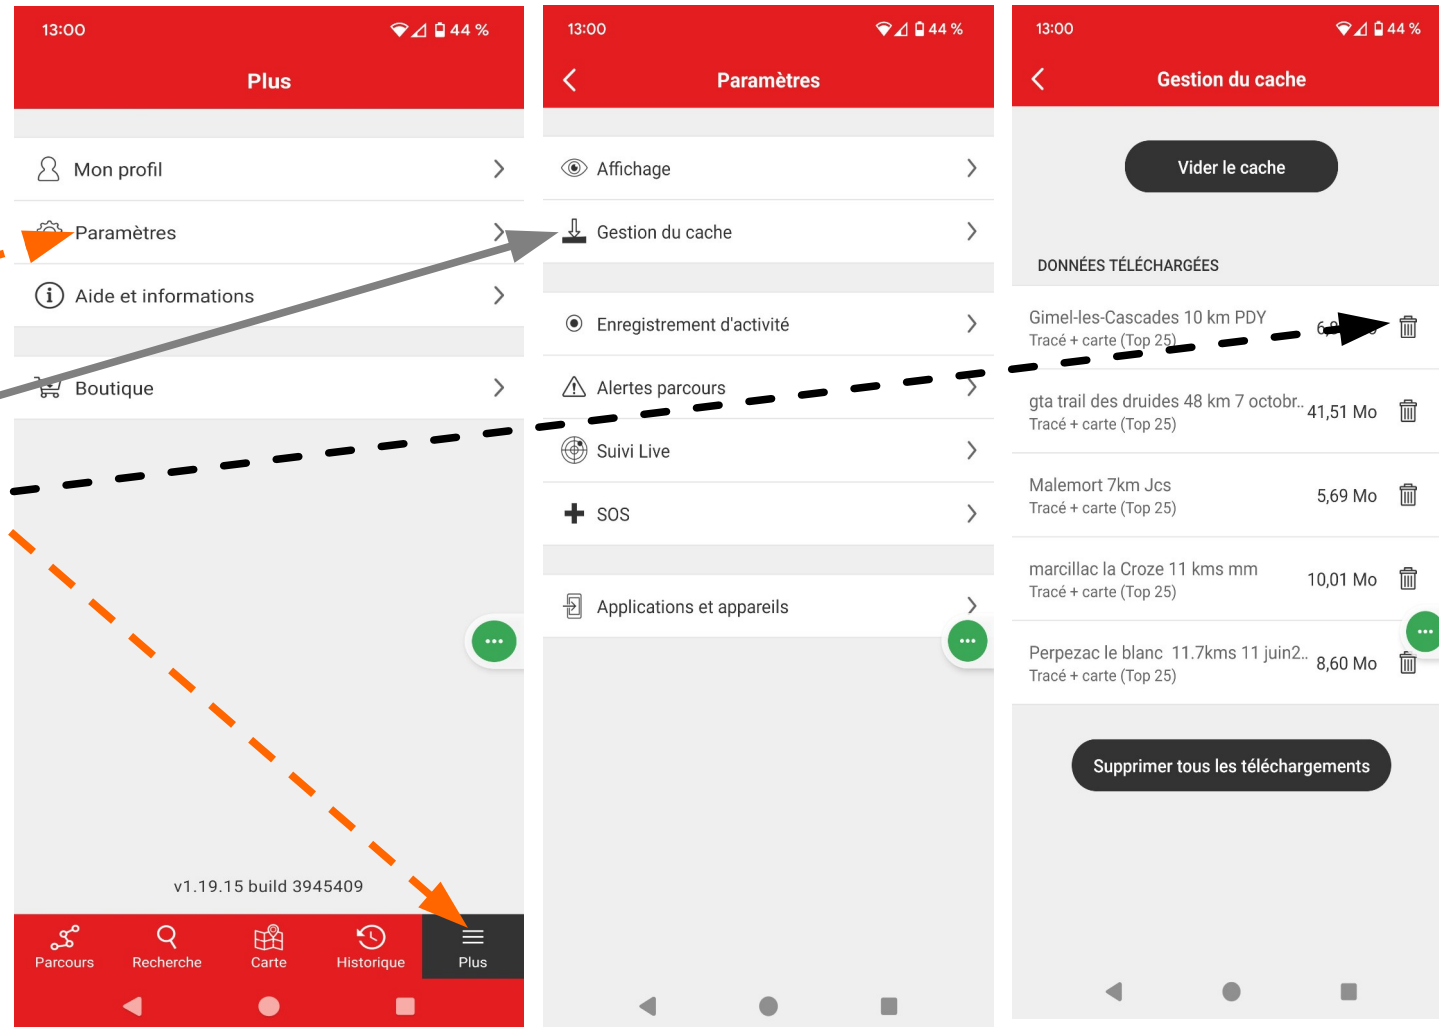 13:00
44 %
Plus
Mon profil
Paramètres
Aide et informations
Boutique
v1.19.15 build 3945409
Parcours
Recherche
Carte
Historique
Plus
13:00
44 %
Paramètres
Affichage
Gestion du cache
Enregistrement d'activité
Alertes parcours
Suivi Live
SOS
Applications et appareils
13:00
44 %
Gestion du cache
Vider le cache
DONNÉES TÉLÉCHARGÉES
Gimel-les-Cascades 10 km PDY
Tracé + carte (Top 25)
gta trail des druides 48 km 7 octobr..
41,51 Mo
Tracé + carte (Top 25)
Malemort 7km Jcs
5,69 Mo
Tracé + carte (Top 25)
marcillac la Croze 11 kms mm
10,01 Mo
Tracé + carte (Top 25)
Perpezac le blanc 11.7kms 11 juin2..
8,60 Mo
Tracé + carte (Top 25)
Supprimer tous les téléchargements